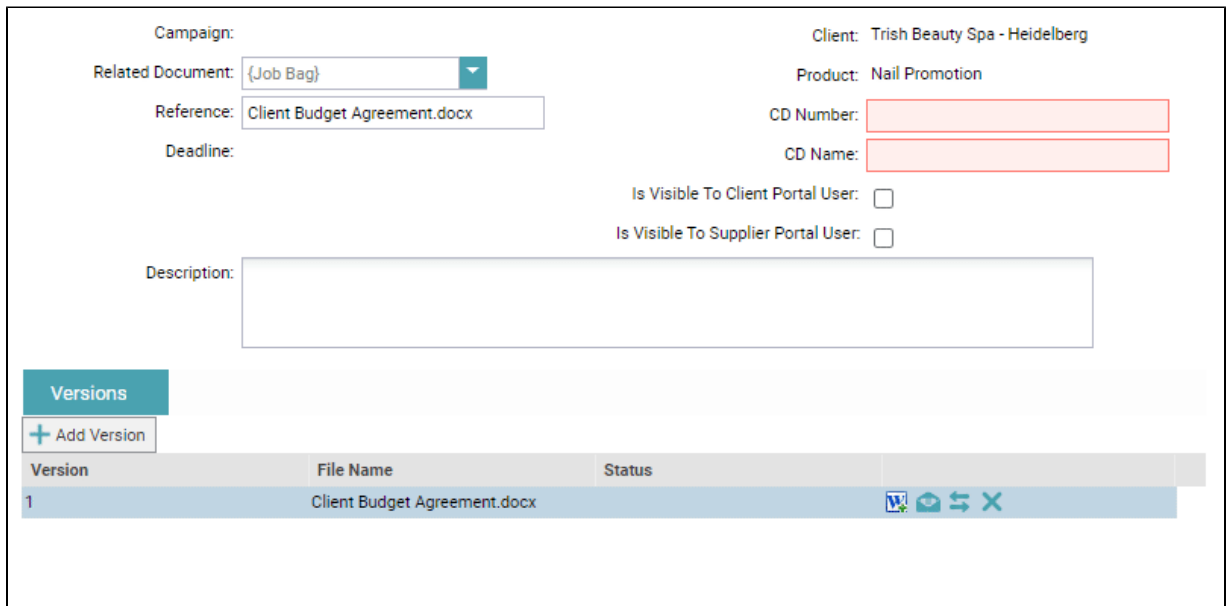 Campaign:
Client: Trish Beauty Spa - Heidelberg
Related Document: {Job Bag}
Product: Nail Promotion
Reference: Client Budget Agreement.docx
CD Number:
Deadline:
CD Name:
Is Visible To Client Portal User:
Is Visible To Supplier Portal User:
Description:
Versions
Add Version
Version File Name Status
1 Client Budget Agreement.docx W